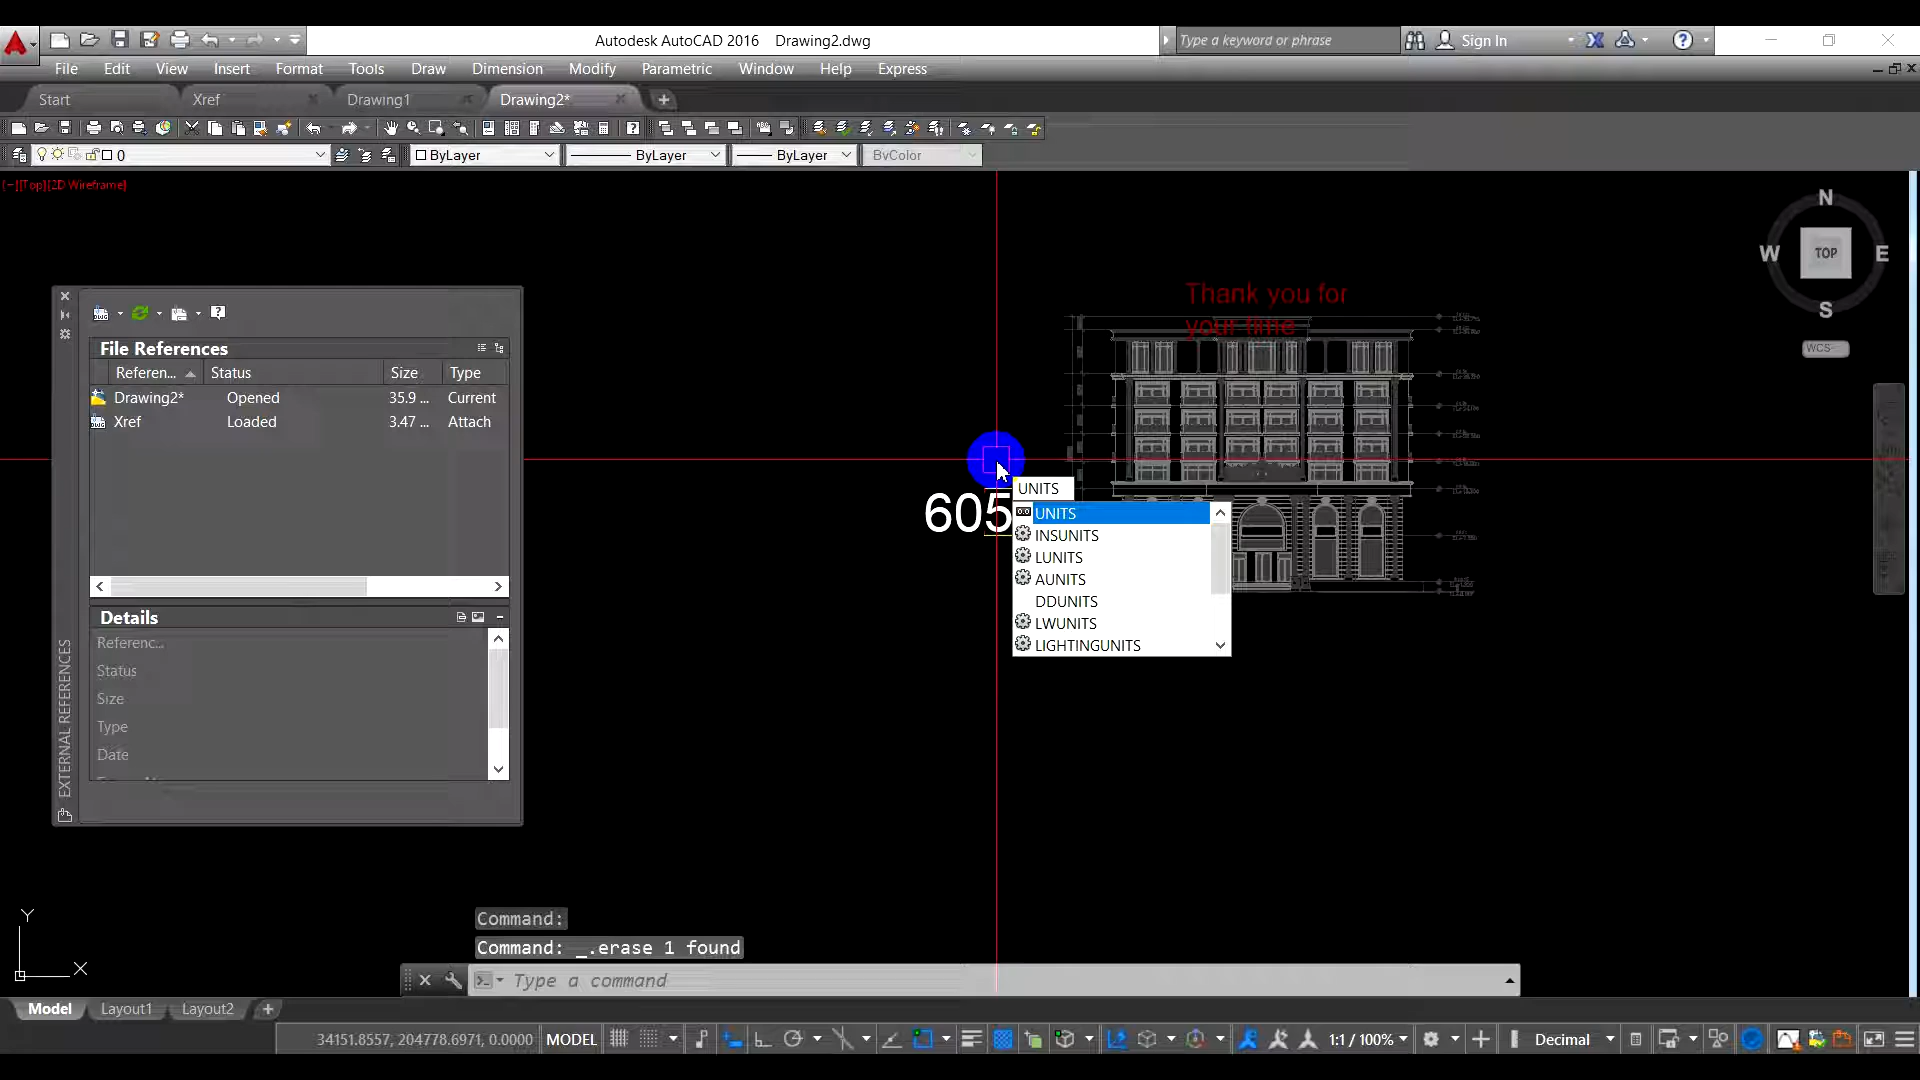 Autodesk AutoCAD 2016 Drawing2.dwg
Type a keyword or phrase
Sign In
File Edit View Insert Format Tools Draw Dimension Modify Parametric Window Help Express
Start Xref Drawing1 Drawing2*
0 ByLayer ByLayer ByLayer ByColor
[−][Top][2D Wireframe]
N
W TOP E
S
WCS
Thank you for
your time
File References
Referen... Status Size Type
Drawing2* Opened 35.9 ... Current
Xref Loaded 3.47 ... Attach
Details
Referenc...
Status
Size
Type
Date
EXTERNAL REFERENCES
605
UNITS
UNITS
INSUNITS
LUNITS
AUNITS
DDUNITS
LWUNITS
LIGHTINGUNITS
Y
X
Command:
Command: _.erase 1 found
Type a command
Model Layout1 Layout2
34151.8557, 204778.6971, 0.0000 MODEL 1:1 / 100% Decimal